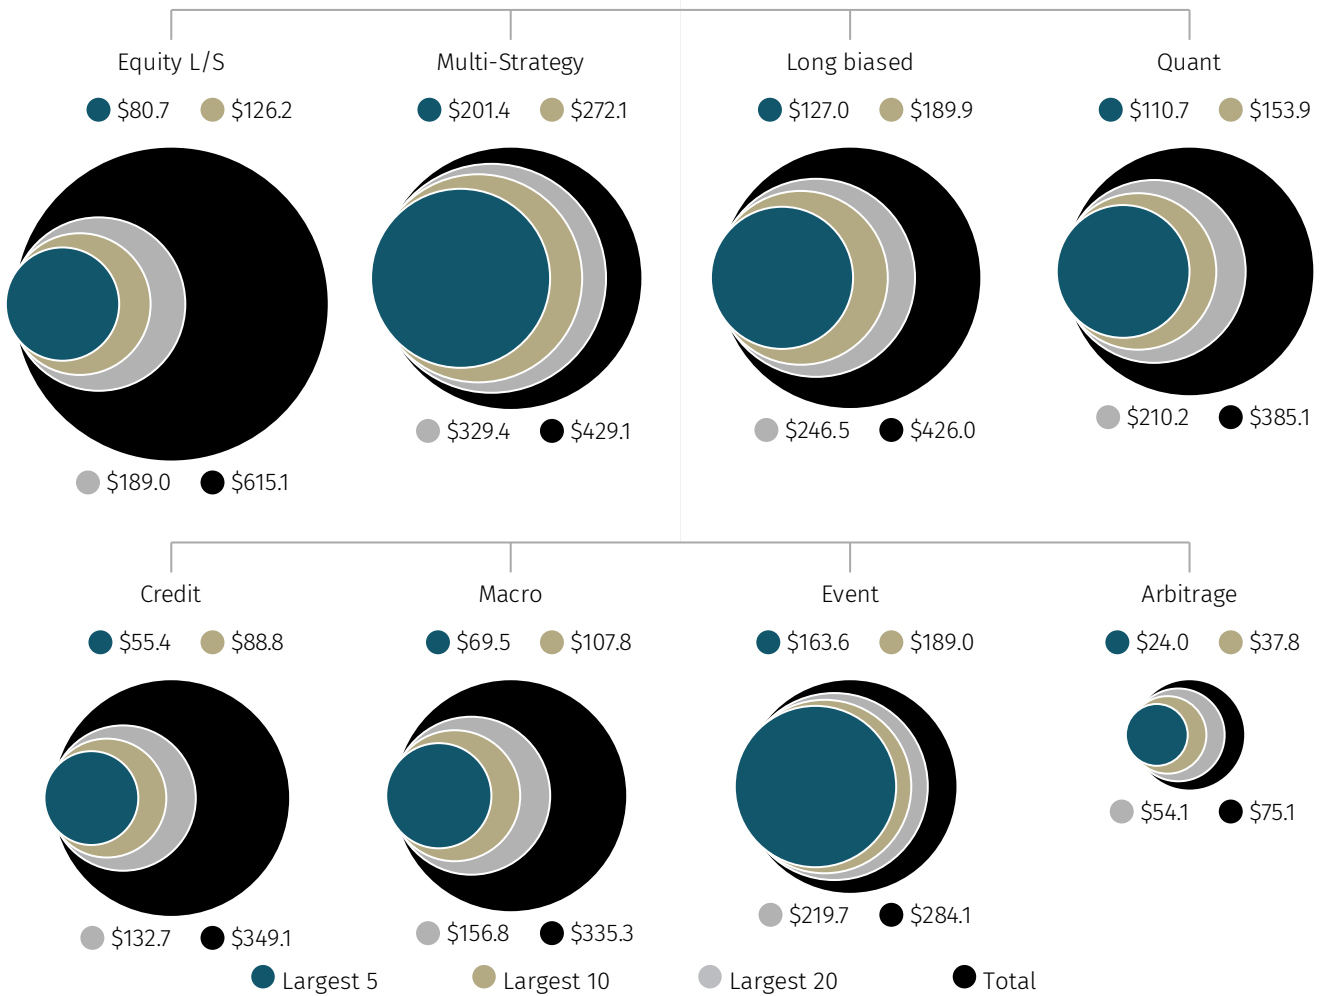 Equity L/S
Multi-Strategy
Long biased
Quant
$80.7 $126.2
$201.4 $272.1
$127.0 $189.9
$110.7 $153.9
$189.0 $615.1
$329.4 $429.1
$246.5 $426.0
$210.2 $385.1
Credit
Macro
Event
Arbitrage
$55.4 $88.8
$69.5 $107.8
$163.6 $189.0
$24.0 $37.8
$132.7 $349.1
$156.8 $335.3
$219.7 $284.1
$54.1 $75.1
Largest 5
Largest 10
Largest 20
Total